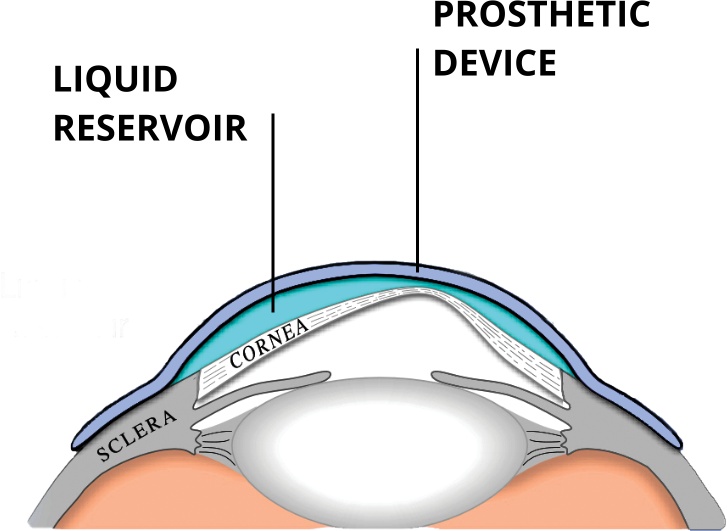 PROSTHETIC
DEVICE
LIQUID
RESERVOIR
CORNEA
SCLERA